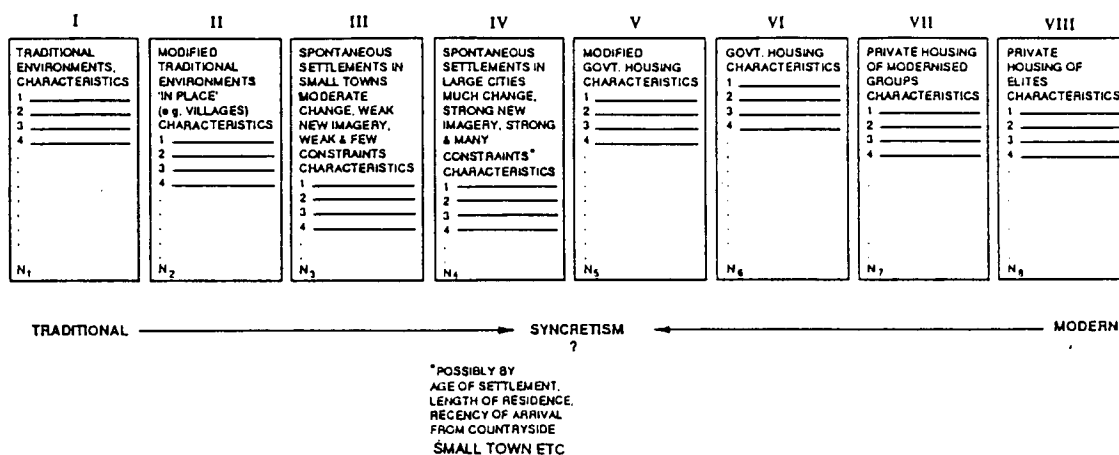 I
TRADITIONAL
ENVIRONMENTS,
CHARACTERISTICS
1
2
3
4
N1
II
MODIFIED
TRADITIONAL
ENVIRONMENTS
'IN PLACE'
(e g. VILLAGES)
CHARACTERISTICS
1
2
3
4
N2
III
SPONTANEOUS
SETTLEMENTS IN
SMALL TOWNS
MODERATE
CHANGE, WEAK
NEW IMAGERY,
WEAK & FEW
CONSTRAINTS
CHARACTERISTICS
1
2
3
4
N3
IV
SPONTANEOUS
SETTLEMENTS IN
LARGE CITIES
MUCH CHANGE,
STRONG NEW
IMAGERY, STRONG
& MANY
CONSTRAINTS*
CHARACTERISTICS
1
2
3
4
N4
V
MODIFIED
GOVT. HOUSING
CHARACTERISTICS
1
2
3
4
N5
VI
GOVT. HOUSING
CHARACTERISTICS
1
2
3
4
N6
VII
PRIVATE HOUSING
OF MODERNISED
GROUPS
CHARACTERISTICS
1
2
3
4
N7
VIII
PRIVATE
HOUSING OF
ELITES
CHARACTERISTICS
1
2
3
4
N8
TRADITIONAL SYNCRETISM MODERN
?
*POSSIBLY BY
AGE OF SETTLEMENT,
LENGTH OF RESIDENCE,
RECENCY OF ARRIVAL
FROM COUNTRYSIDE
SMALL TOWN ETC